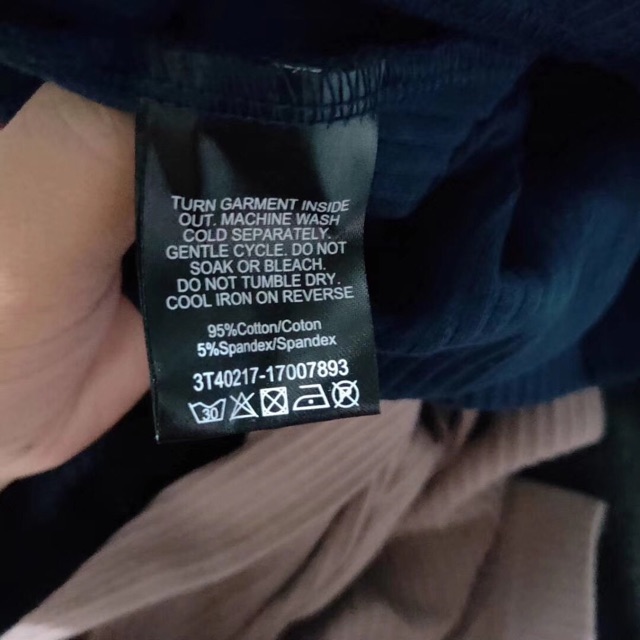 TURN GARMENT INSIDE
OUT. MACHINE WASH
COLD SEPARATELY.
GENTLE CYCLE. DO NOT
SOAK OR BLEACH.
DO NOT TUMBLE DRY.
COOL IRON ON REVERSE
95%Cotton/Coton
5%Spandex/Spandex
3T40217-17007893
30